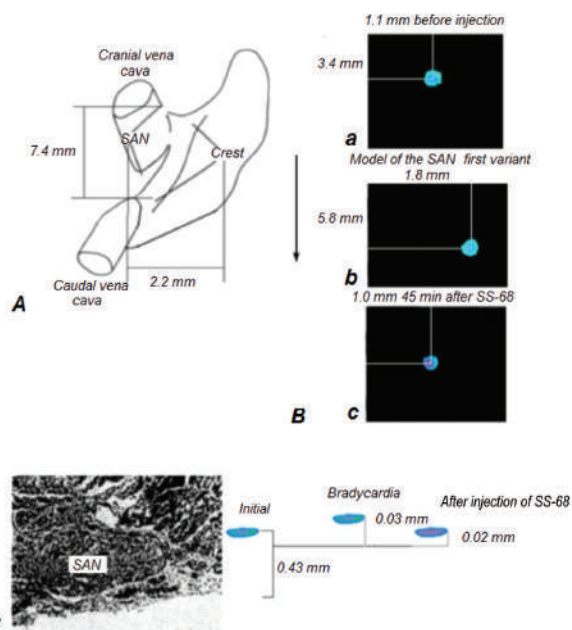 Cranial vena
cava
SAN
7.4 mm
Crest
2.2 mm
Caudal vena
cava
A
1.1 mm before injection
3.4 mm
a
Model of the SAN first variant
1.8 mm
5.8 mm
b
1.0 mm 45 min after SS-68
B
c
SAN
Initial
Bradycardia
After injection of SS-68
0.03 mm
0.02 mm
0.43 mm